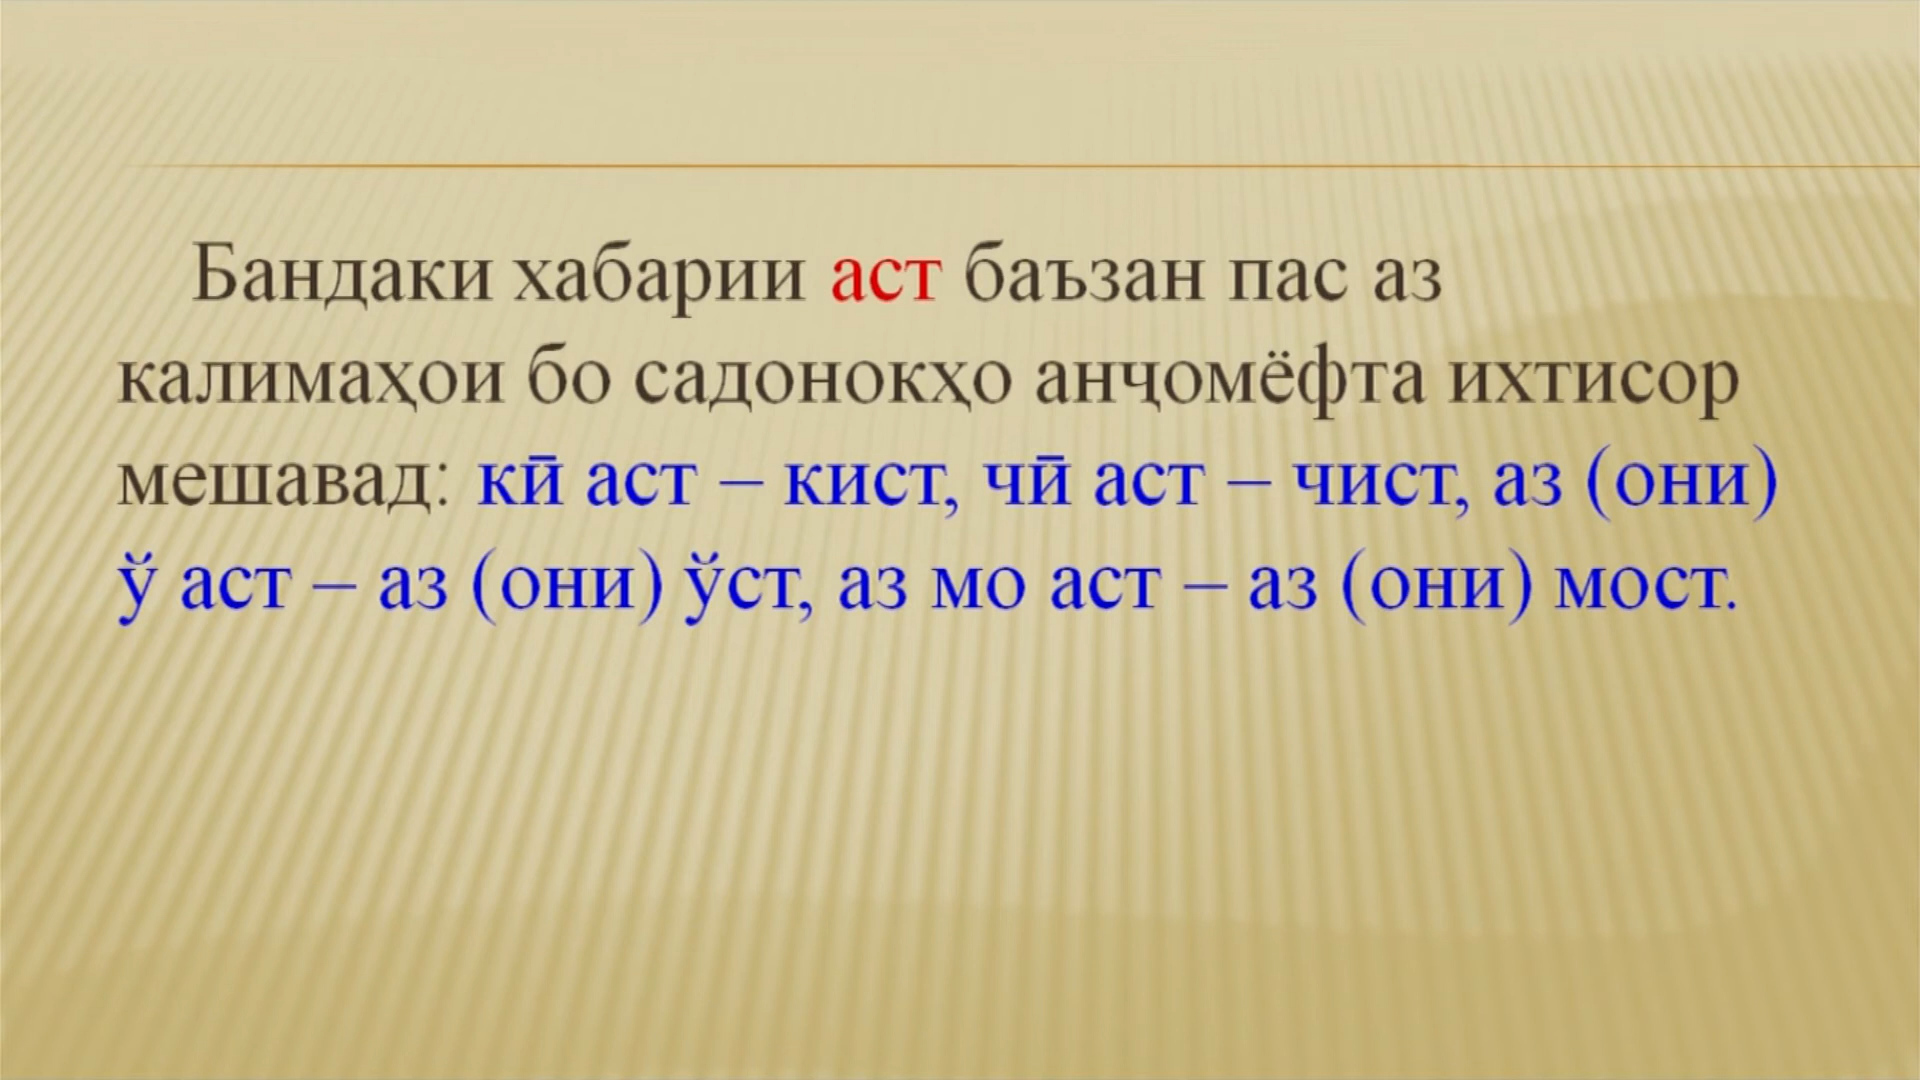 Бандаки хабарии аст баъзан пас аз
калимаҳои бо садонокҳо анҷомёфта ихтисор
мешавад: кӣ аст – кист, чӣ аст – чист, аз (они)
ӯ аст – аз (они) ӯст, аз мо аст – аз (они) мост.